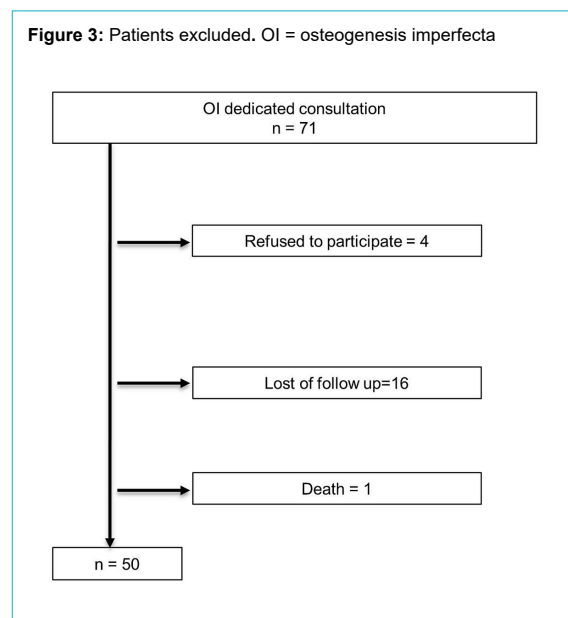 Figure 3: Patients excluded. OI = osteogenesis imperfecta
OI dedicated consultation
n = 71
Refused to participate = 4
Lost of follow up=16
Death = 1
n = 50